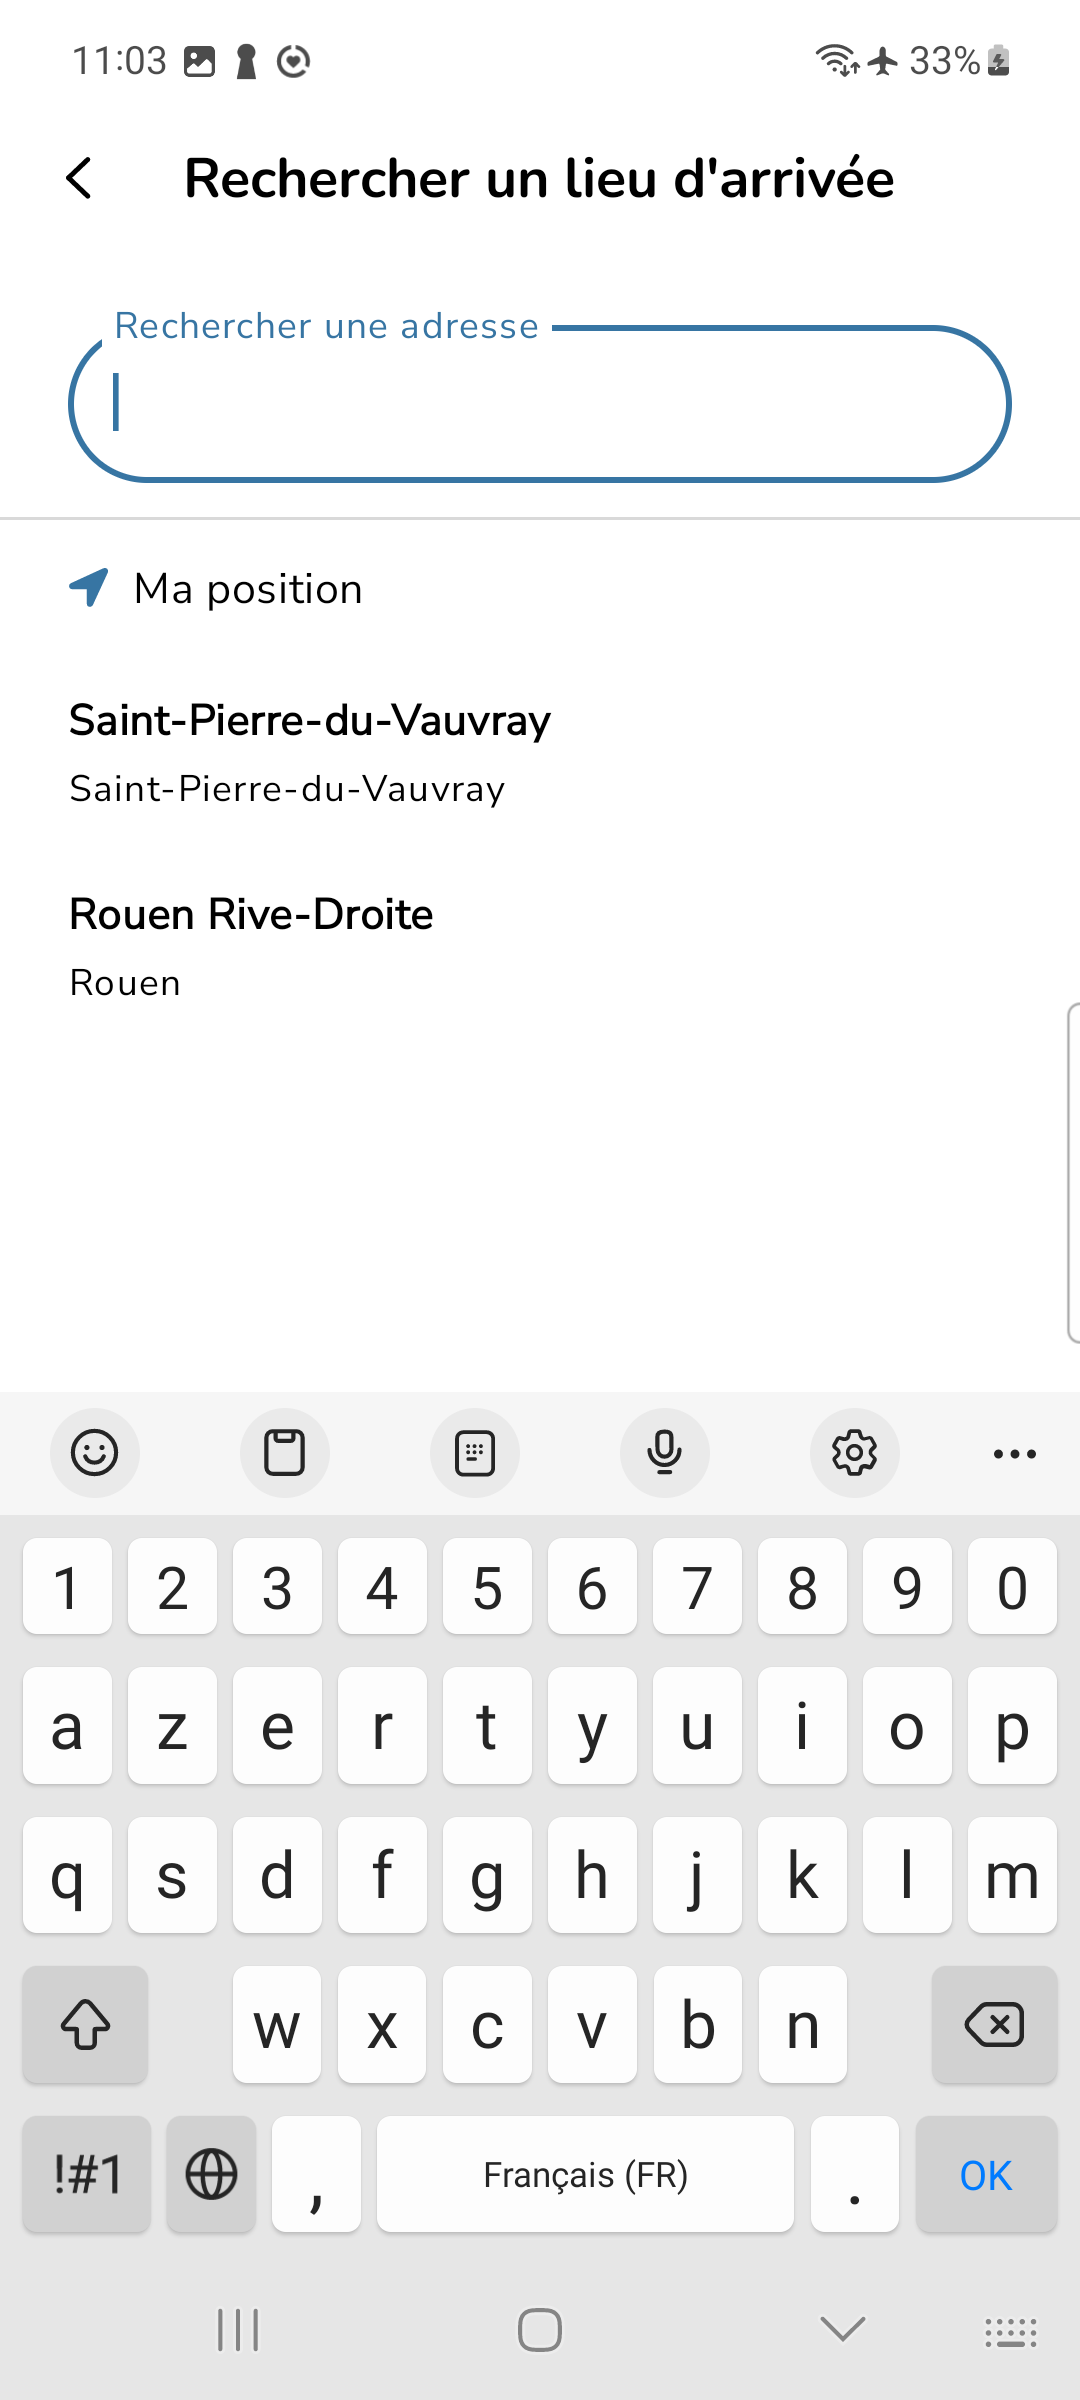 11:03 33%
Rechercher un lieu d'arrivée
Rechercher une adresse
Ma position
Saint-Pierre-du-Vauvray
Saint-Pierre-du-Vauvray
Rouen Rive-Droite
Rouen
1 2 3 4 5 6 7 8 9 0
a z e r t y u i o p
q s d f g h j k l m
w x c v b n
!#1 , Français (FR) . OK